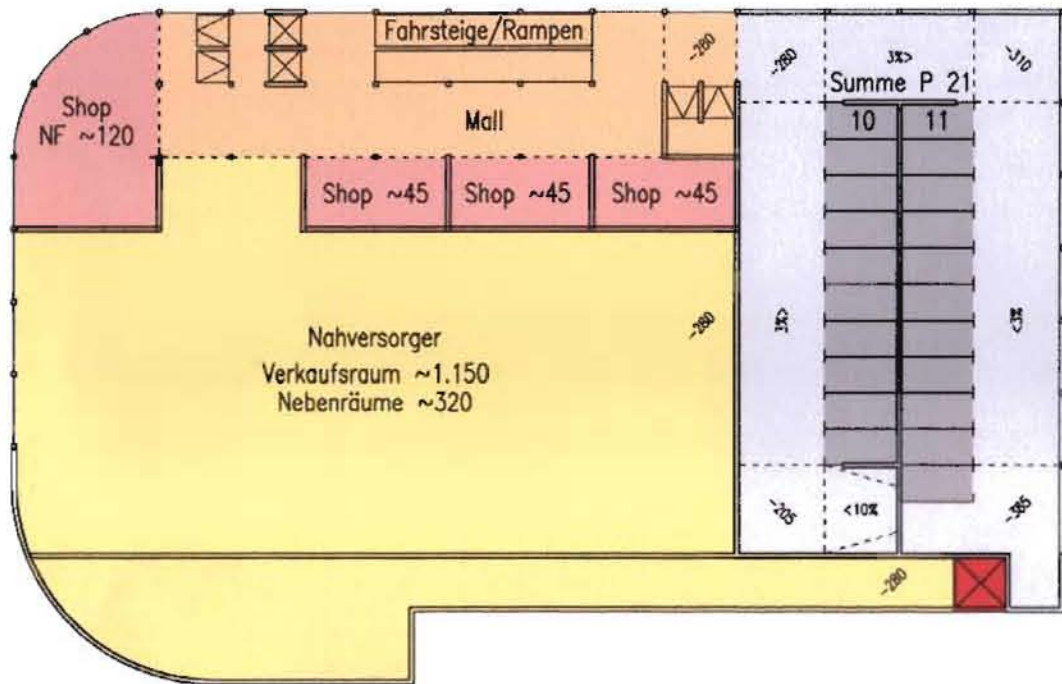 Fahrsteige/Rampen
-280
-280
3%>
-310
Summe P 21
10
11
Shop
NF ~120
Mall
Shop ~45
Shop ~45
Shop ~45
-280
3%>
<3%
Nahversorger
Verkaufsraum ~1.150
Nebenräume ~320
-205
<10%
-385
-280